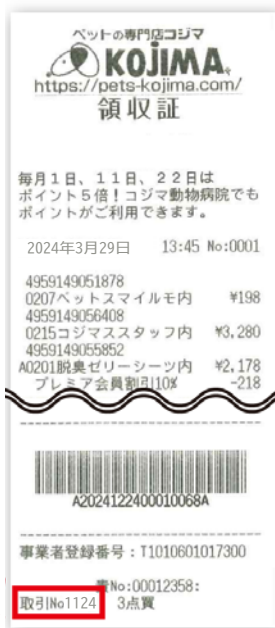 ペットの専門店コジマ
KOJIMA
https://pets-kojima.com/
領収証
毎月1日、11日、22日は
ポイント5倍!コジマ動物病院でも
ポイントがご利用できます。
2024年3月29日 13:45 No:0001
4959149051878
0207ペットスマイルモ内 ¥198
4959149056408
0215コジマススタッフ内 ¥3,280
4959149055852
A0201脱臭ゼリーシーツ内 ¥2,178
プレミア会員割引10% -218
A2024122400010068A
事業者登録番号:T1010601017300
責No:00012358:
取引No1124 3点買